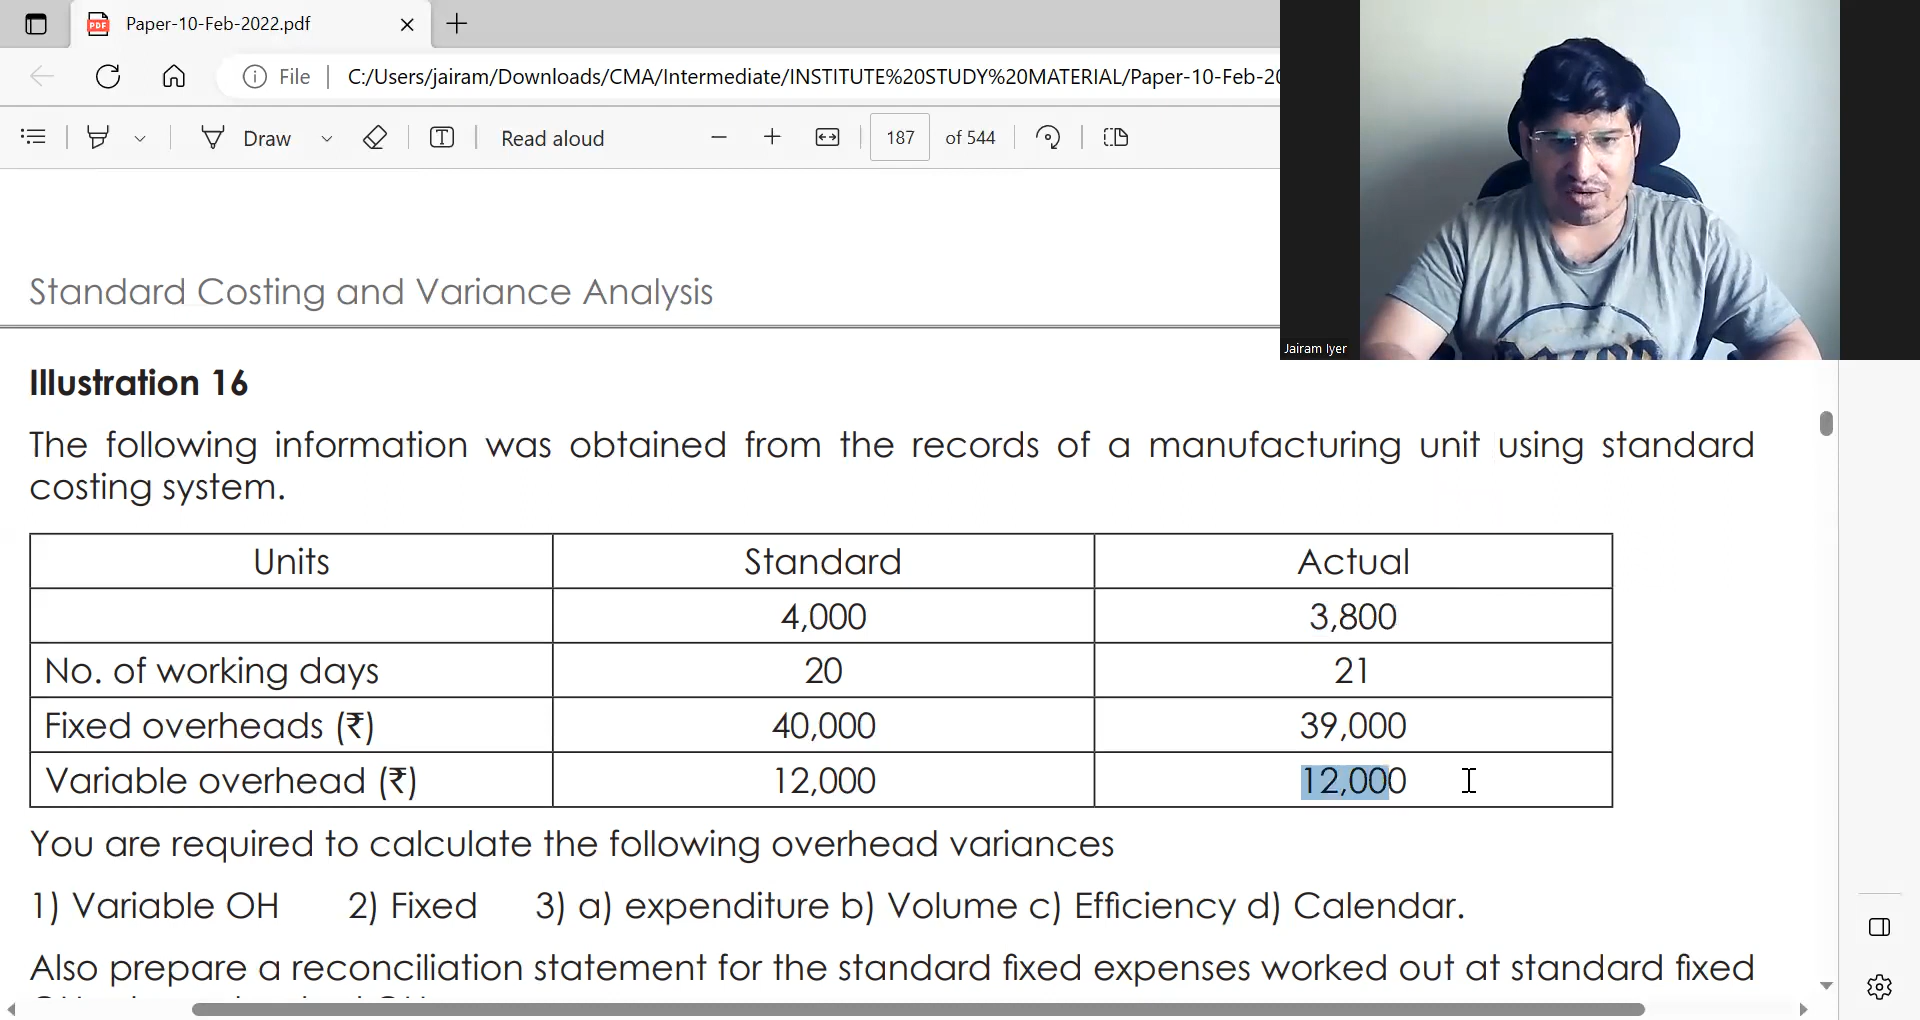 Paper-10-Feb-2022.pdf
File
C:/Users/jairam/Downloads/CMA/Intermediate/INSTITUTE%20STUDY%20MATERIAL/Paper-10-Feb-20
Draw
Read aloud
187 of 544
Jairam Iyer
Standard Costing and Variance Analysis
Illustration 16
The following information was obtained from the records of a manufacturing unit using standard
costing system.
Units Standard Actual
4,000 3,800
No. of working days 20 21
Fixed overheads (₹) 40,000 39,000
Variable overhead (₹) 12,000 12,000
You are required to calculate the following overhead variances
1) Variable OH 2) Fixed 3) a) expenditure b) Volume c) Efficiency d) Calendar.
Also prepare a reconciliation statement for the standard fixed expenses worked out at standard fixed